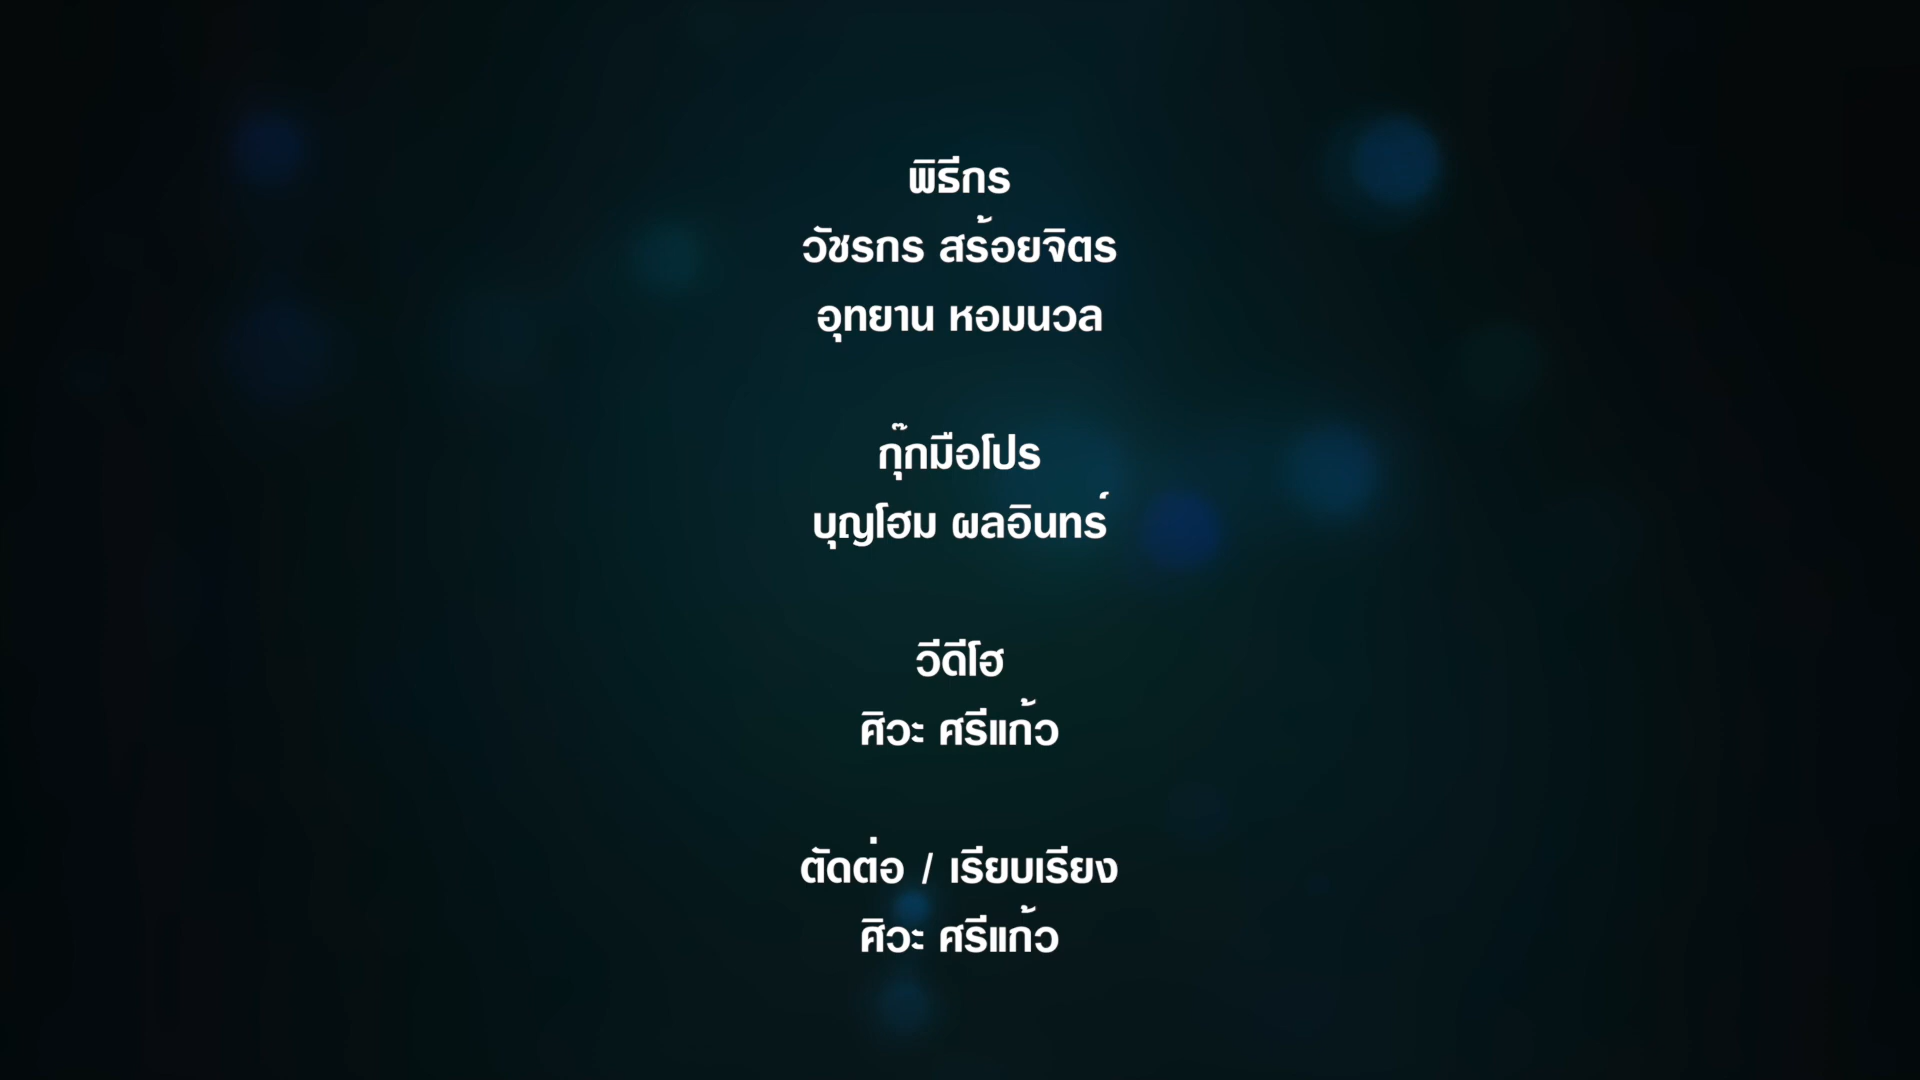 พิธีกร
วัชรกร สร้อยจิตร
อุทยาน หอมนวล
กุ๊กมือโปร
บุญโฮม ผลอินทร์
วีดีโฮ
ศิวะ ศรีแก้ว
ตัดต่อ / เรียบเรียง
ศิวะ ศรีแก้ว